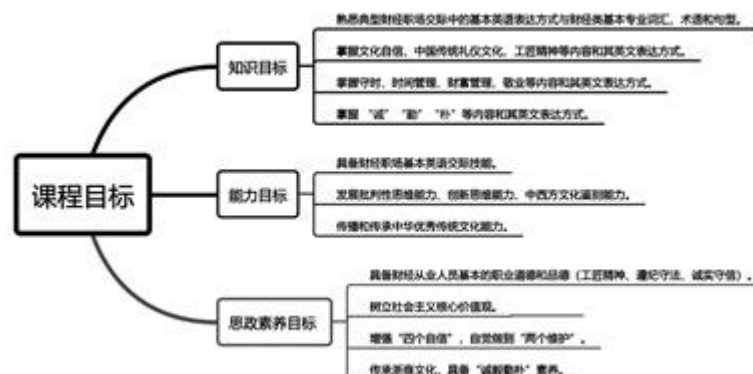 课程目标
知识目标
熟悉典型财经职场交际中的基本英语表达方式与财经类基本专业词汇、术语和句型。
掌握文化自信、中国传统礼仪文化、工匠精神等内容和其英文表达方式。
掌握守时、时间管理、财富管理、敬业等内容和其英文表达方式。
掌握“诚”“勤”“朴”等内容和其英文表达方式。
能力目标
具备财经职场基本英语交际技能。
发展批判性思维能力、创新思维能力、中西方文化鉴别能力。
传播和传承中华优秀传统文化能力。
思政素养目标
具备财经从业人员基本的职业道德和品德（工匠精神、遵纪守法、诚实守信）。
树立社会主义核心价值观。
增强“四个自信”，自觉做到“两个维护”。
传承浙商文化、具备“诚毅勤朴”素养。